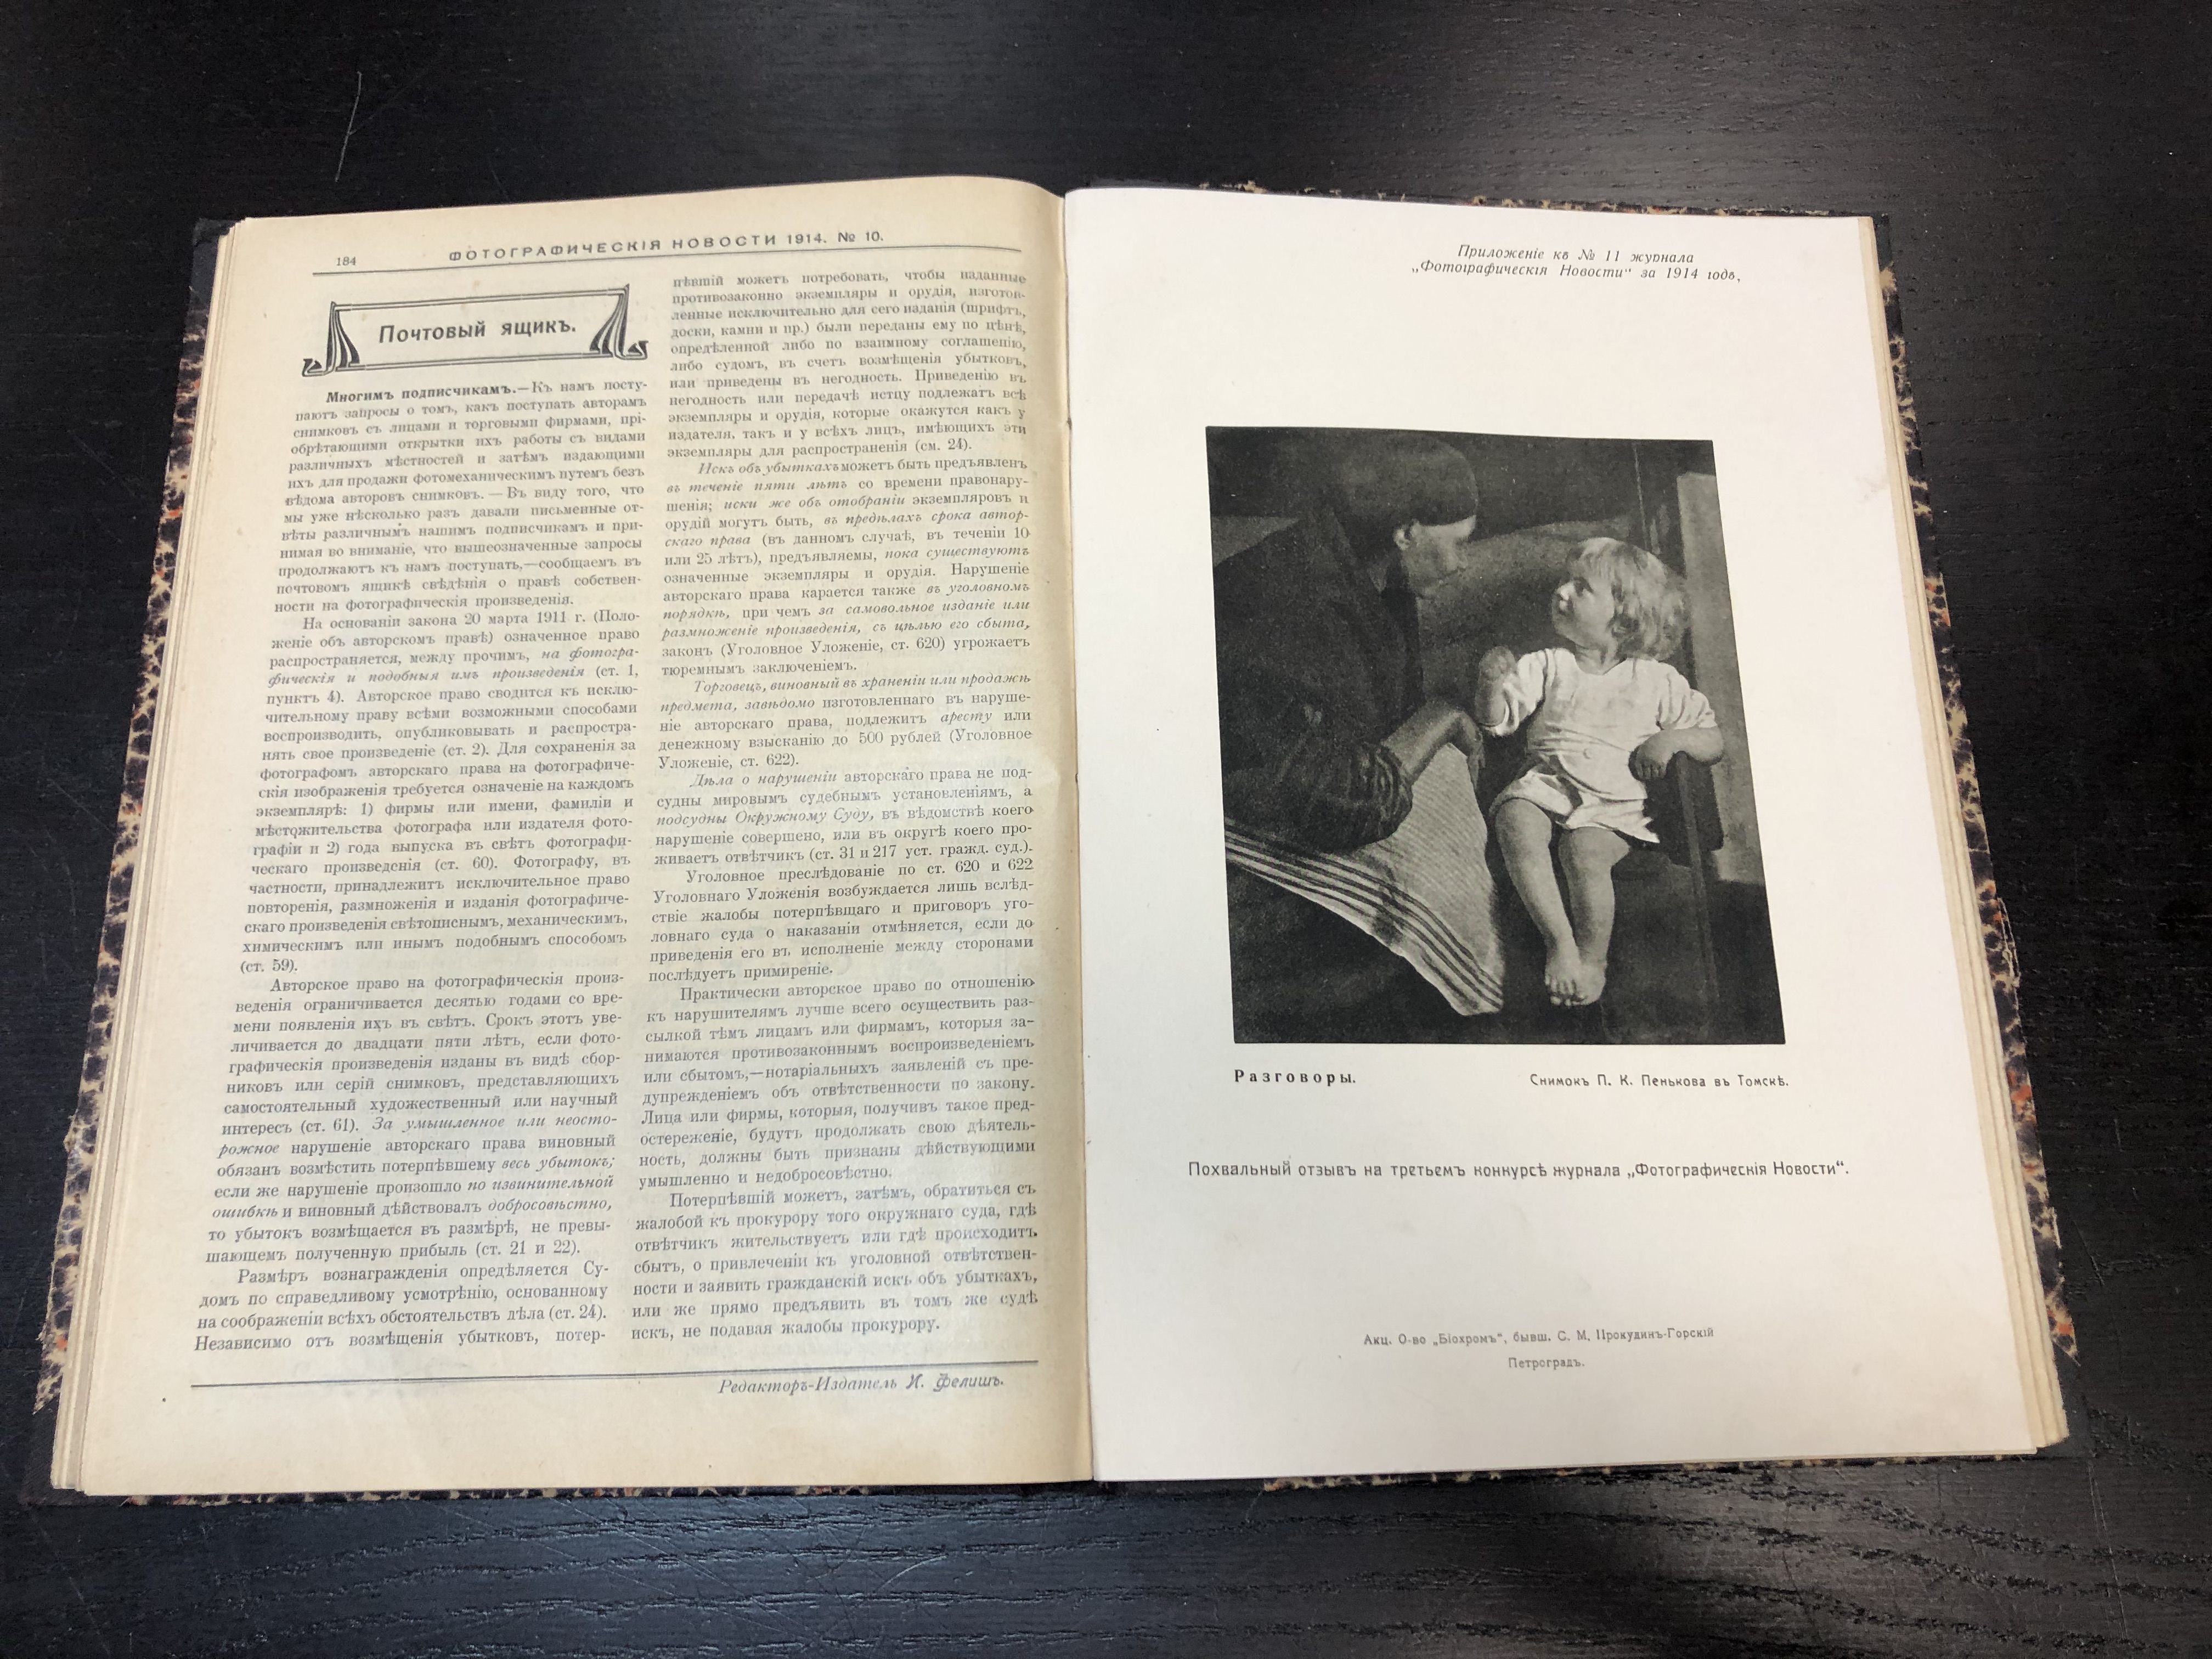 184
ФОТОГРАФИЧЕСКІЯ НОВОСТИ 1914. № 10.
Почтовый ящикъ.
Многимъ подписчикамъ.—Къ намъ посту-
паютъ запросы о томъ, какъ поступать авторамъ
снимковъ съ лицами и торговыми фирмами, прі-
обрѣтающими открытки ихъ работы съ видами
различныхъ мѣстностей и затѣмъ издающими
ихъ для продажи фотомеханическимъ путемъ безъ
вѣдома авторовъ снимковъ. — Въ виду того, что
мы уже нѣсколько разъ давали письменные от-
вѣты различнымъ нашимъ подписчикамъ и при-
нимая во вниманіе, что вышеозначенные запросы
продолжаютъ къ намъ поступать,—сообщаемъ въ
почтовомъ ящикѣ свѣдѣнія о правѣ собствен-
ности на фотографическія произведенія.
На основаніи закона 20 марта 1911 г. (Поло-
женіе объ авторскомъ правѣ) означенное право
распространяется, между прочимъ, на фотогра-
фическія и подобныя имъ произведенія (ст. 1,
пунктъ 4). Авторское право сводится къ исклю-
чительному праву всѣми возможными способами
воспроизводить, опубликовывать и распростра-
нять свое произведеніе (ст. 2). Для сохраненія за
фотографомъ авторскаго права на фотографиче-
скія изображенія требуется означеніе на каждомъ
экземплярѣ: 1) фирмы или имени, фамиліи и
мѣстожительства фотографа или издателя фото-
графіи и 2) года выпуска въ свѣтъ фотографи-
ческаго произведенія (ст. 60). Фотографу, въ
частности, принадлежитъ исключительное право
повторенія, размноженія и изданія фотографиче-
скаго произведенія свѣтописнымъ, механическимъ,
химическимъ или инымъ подобнымъ способомъ
(ст. 59).
Авторское право на фотографическія произ-
веденія ограничивается десятью годами со вре-
мени появленія ихъ въ свѣтъ. Срокъ этотъ уве-
личивается до двадцати пяти лѣтъ, если фото-
графическія произведенія изданы въ видѣ сбор-
никовъ или серій снимковъ, представляющихъ
самостоятельный художественный или научный
интересъ (ст. 61). За умышленное или неосто-
рожное нарушеніе авторскаго права виновный
обязанъ возмѣстить потерпѣвшему весь убытокъ;
если же нарушеніе произошло по извинительной
ошибкѣ и виновный дѣйствовалъ добросовѣстно,
то убытокъ возмѣщается въ размѣрѣ, не превы-
шающемъ полученную прибыль (ст. 21 и 22).
Размѣръ вознагражденія опредѣляется Су-
домъ по справедливому усмотрѣнію, основанному
на соображеніи всѣхъ обстоятельствъ дѣла (ст. 24).
Независимо отъ возмѣщенія убытковъ, потер-
пѣвшій можетъ потребовать, чтобы изданные
противозаконно экземпляры и орудія, изготов-
ленные исключительно для сего изданія (шрифтъ,
доски, камни и пр.) были переданы ему по цѣнѣ,
опредѣленной либо по взаимному соглашенію,
либо судомъ, въ счетъ возмѣщенія убытковъ,
или приведены въ негодность. Приведенію въ
негодность или передачѣ истцу подлежатъ всѣ
экземпляры и орудія, которые окажутся какъ у
издателя, такъ и у всѣхъ лицъ, имѣющихъ эти
экземпляры для распространенія (см. 24).
Искъ объ убыткахъ можетъ быть предъявленъ
въ теченіе пяти лѣтъ со времени правонару-
шенія; иски же объ отобраніи экземпляровъ и
орудій могутъ быть, въ предѣлахъ срока автор-
скаго права (въ данномъ случаѣ, въ теченіи 10
или 25 лѣтъ), предъявляемы, пока существуютъ
означенные экземпляры и орудія. Нарушеніе
авторскаго права карается также въ уголовномъ
порядкѣ, при чемъ за самовольное изданіе или
размноженіе произведенія, съ цѣлью его сбыта,
законъ (Уголовное Уложеніе, ст. 620) угрожаетъ
тюремнымъ заключеніемъ.
Торговецъ, виновный въ храненіи или продажѣ
предмета, завѣдомо изготовленнаго въ наруше-
ніе авторскаго права, подлежитъ аресту или
денежному взысканію до 500 рублей (Уголовное
Уложеніе, ст. 622).
Дѣла о нарушеніи авторскаго права не под-
судны мировымъ судебнымъ установленіямъ, а
подсудны Окружному Суду, въ вѣдомствѣ коего
нарушеніе совершено, или въ округѣ коего про-
живаетъ отвѣтчикъ (ст. 31 и 217 уст. гражд. суд.).
Уголовное преслѣдованіе по ст. 620 и 622
Уголовнаго Уложенія возбуждается лишь вслѣд-
ствіе жалобы потерпѣвщаго и приговоръ уго-
ловнаго суда о наказаніи отмѣняется, если до
приведенія его въ исполненіе между сторонами
послѣдуетъ примиреніе.
Практически авторское право по отношенію
къ нарушителямъ лучше всего осуществить раз-
сылкой тѣмъ лицамъ или фирмамъ, которыя за-
нимаются противозаконнымъ воспроизведеніемъ
или сбытомъ,—нотаріальныхъ заявленій съ пре-
дупрежденіемъ объ отвѣтственности по закону.
Лица или фирмы, которыя, получивъ такое пред-
остереженіе, будутъ продолжать свою дѣятель-
ность, должны быть признаны дѣйствующими
умышленно и недобросовѣстно.
Потерпѣвшій можетъ, затѣмъ, обратиться съ
жалобой къ прокурору того окружнаго суда, гдѣ
отвѣтчикъ жительствуетъ или гдѣ происходитъ
сбытъ, о привлеченіи къ уголовной отвѣтствен-
ности и заявить гражданскій искъ объ убыткахъ,
или же прямо предъявить въ томъ же судѣ
искъ, не подавая жалобы прокурору.
Редакторъ-Издатель И. Фелишъ.
Приложеніе къ № 11 журнала
„Фотографическія Новости“ за 1914 годъ,
Разговоры.
Снимокъ П. К. Пенькова въ Томскѣ.
Похвальный отзывъ на третьемъ конкурсѣ журнала „Фотографическія Новости“.
Акц. О-во „Біохромъ“, бывш. С. М. Прокудинъ-Горскій
Петроградъ.